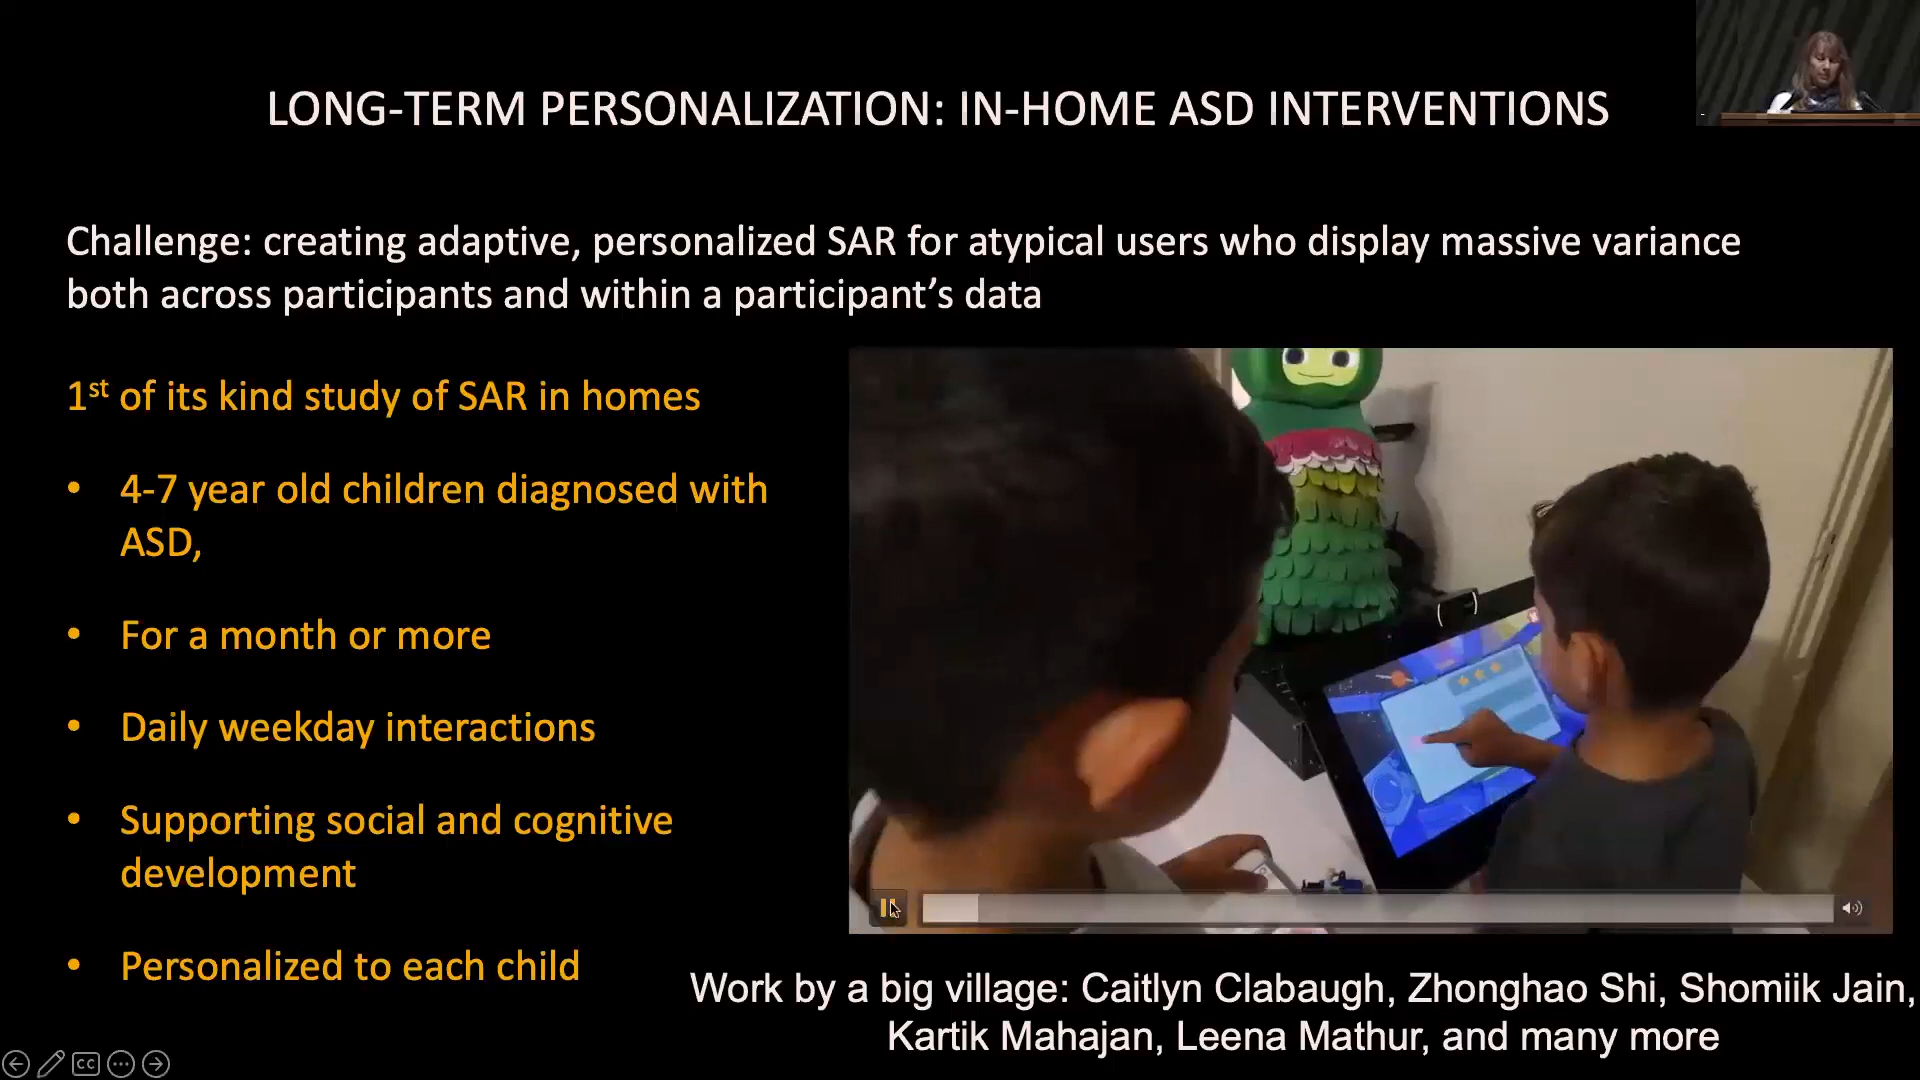 LONG-TERM PERSONALIZATION: IN-HOME ASD INTERVENTIONS
Challenge: creating adaptive, personalized SAR for atypical users who display massive variance
both across participants and within a participant’s data
1st of its kind study of SAR in homes
• 4-7 year old children diagnosed with
ASD,
• For a month or more
• Daily weekday interactions
• Supporting social and cognitive
development
• Personalized to each child
Work by a big village: Caitlyn Clabaugh, Zhonghao Shi, Shomiik Jain,
Kartik Mahajan, Leena Mathur, and many more
CC